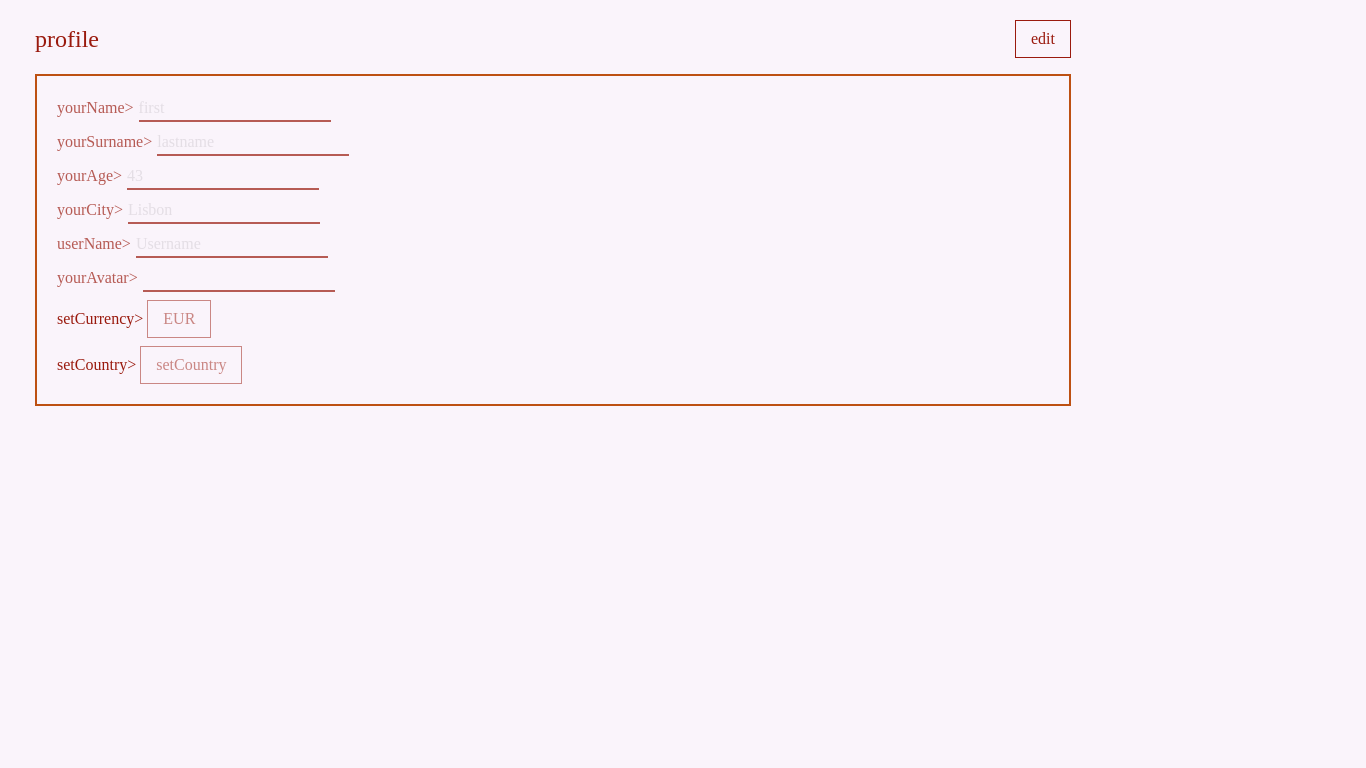 profile
edit
yourName> first
yourSurname> lastname
yourAge> 43
yourCity> Lisbon
userName> Username
yourAvatar>
setCurrency> EUR
setCountry> setCountry